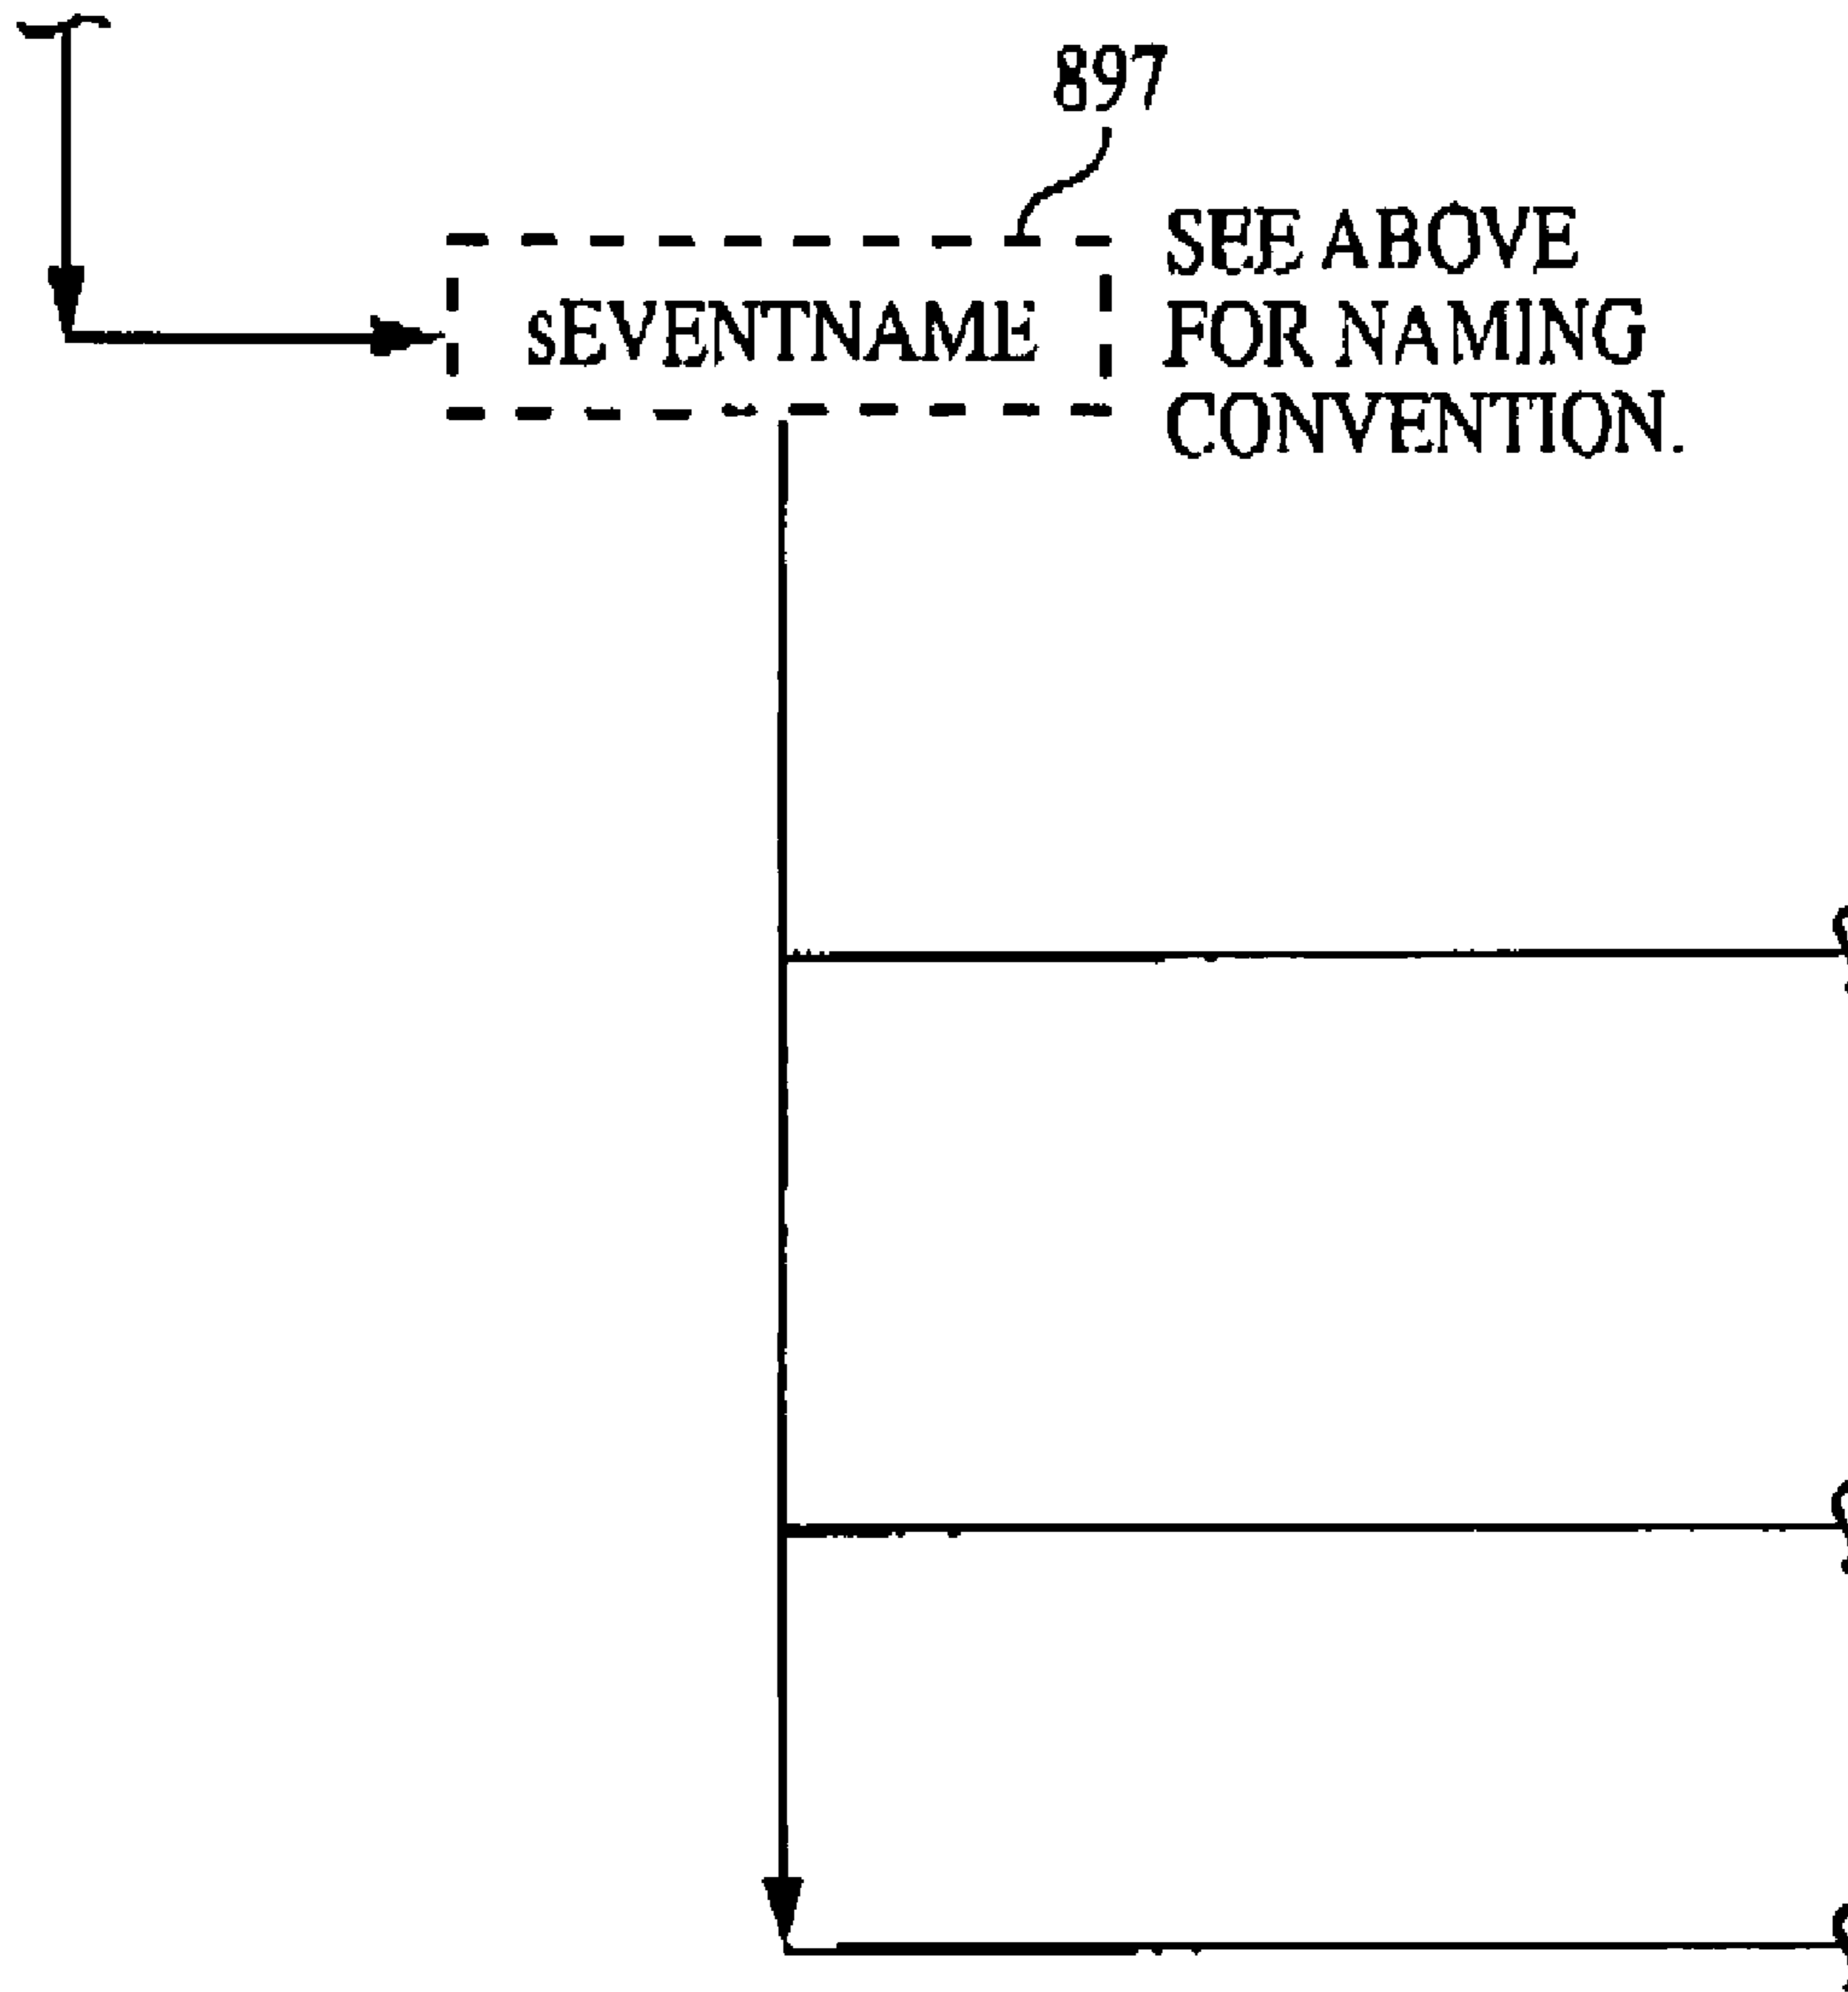 897
SEVENTNAME
SEE ABOVE
FOR NAMING
CONVENTION.